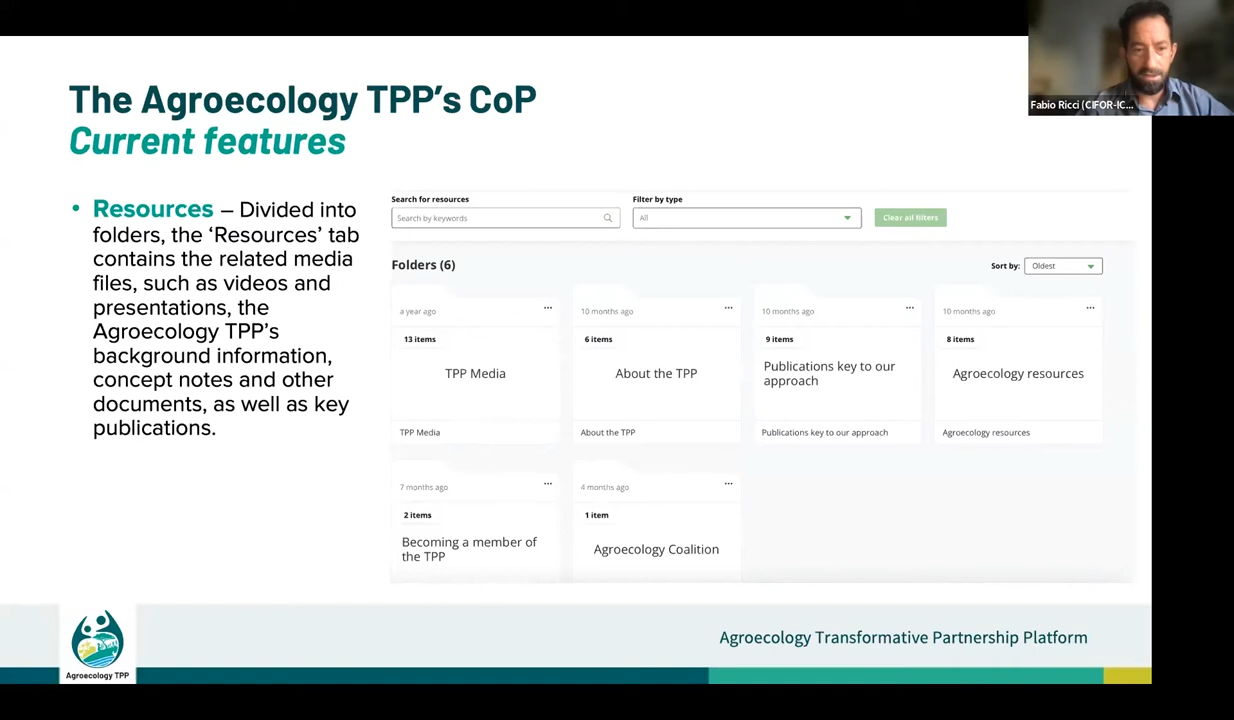 The Agroecology TPP's CoP
Current features
Fabio Ricci (CIFOR-IC...
• Resources – Divided into
folders, the ‘Resources’ tab
contains the related media
files, such as videos and
presentations, the
Agroecology TPP’s
background information,
concept notes and other
documents, as well as key
publications.
Search for resources
Filter by type
Search by keywords
All
Clear all filters
Folders (6)
Sort by:
Oldest
a year ago
10 months ago
10 months ago
10 months ago
13 items
6 items
9 items
8 items
TPP Media
About the TPP
Publications key to our
approach
Agroecology resources
TPP Media
About the TPP
Publications key to our approach
Agroecology resources
7 months ago
4 months ago
2 items
1 item
Becoming a member of
the TPP
Agroecology Coalition
Agroecology TPP
Agroecology Transformative Partnership Platform